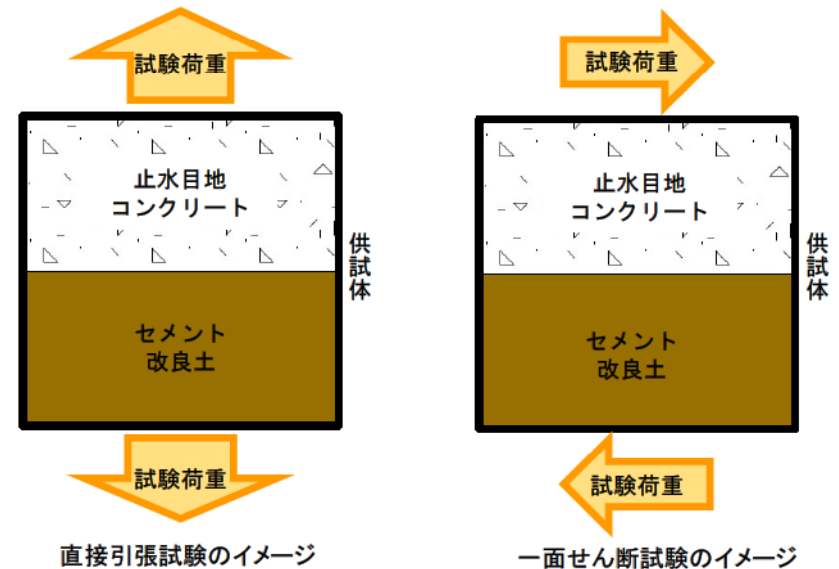 試験荷重
止水目地
コンクリート
供試体
セメント
改良土
試験荷重
直接引張試験のイメージ
試験荷重
止水目地
コンクリート
供試体
セメント
改良土
試験荷重
一面せん断試験のイメージ